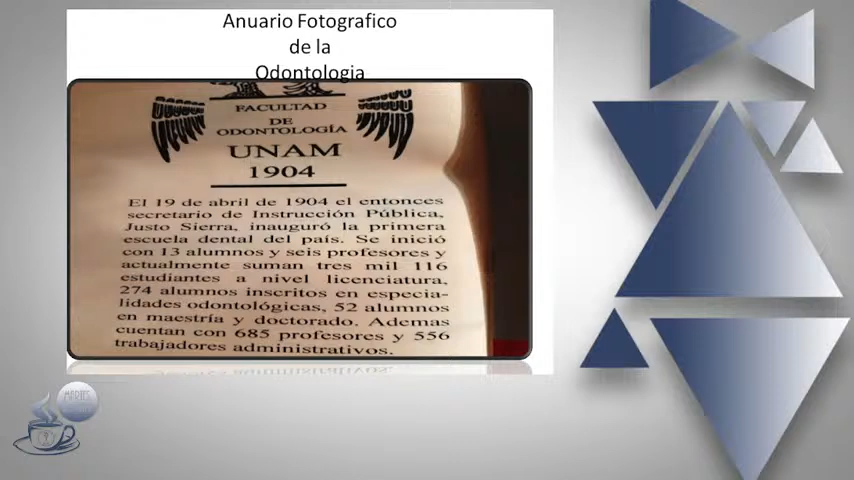 Anuario Fotografico
de la
Odontologia
FACULTAD
DE
ODONTOLOGÍA
UNAM
1904
El 19 de abril de 1904 el entonces
secretario de Instrucción Pública,
Justo Sierra, inauguró la primera
escuela dental del país. Se inició
con 13 alumnos y seis profesores y
actualmente suman tres mil 116
estudiantes a nivel licenciatura,
274 alumnos inscritos en especia-
lidades odontológicas, 52 alumnos
en maestría y doctorado. Ademas
cuentan con 685 profesores y 556
trabajadores administrativos.
MARTES